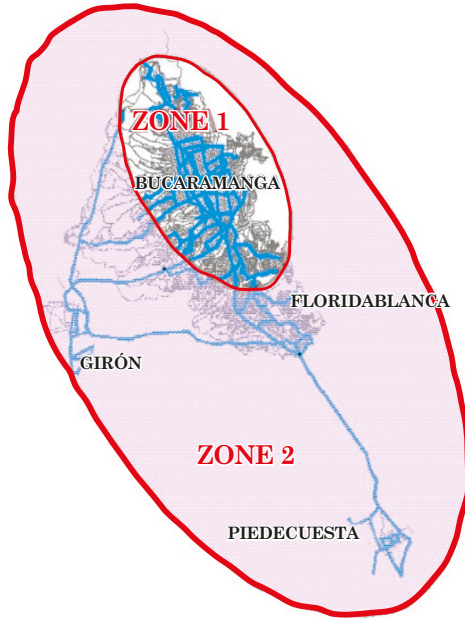 ZONE 1
BUCARAMANGA
FLORIDABLANCA
GIRÓN
ZONE 2
PIEDECUESTA